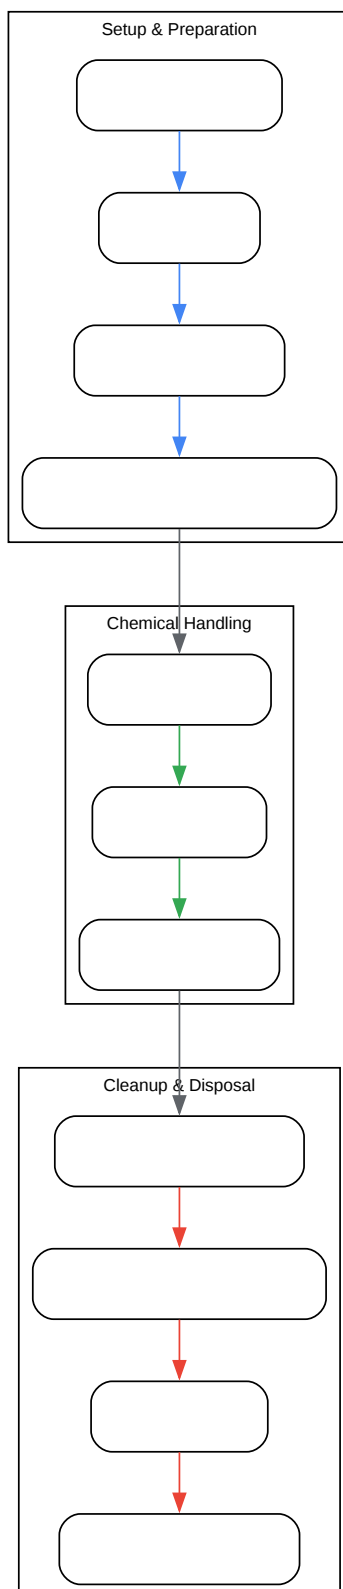 Setup & Preparation
Chemical Handling
Cleanup & Disposal